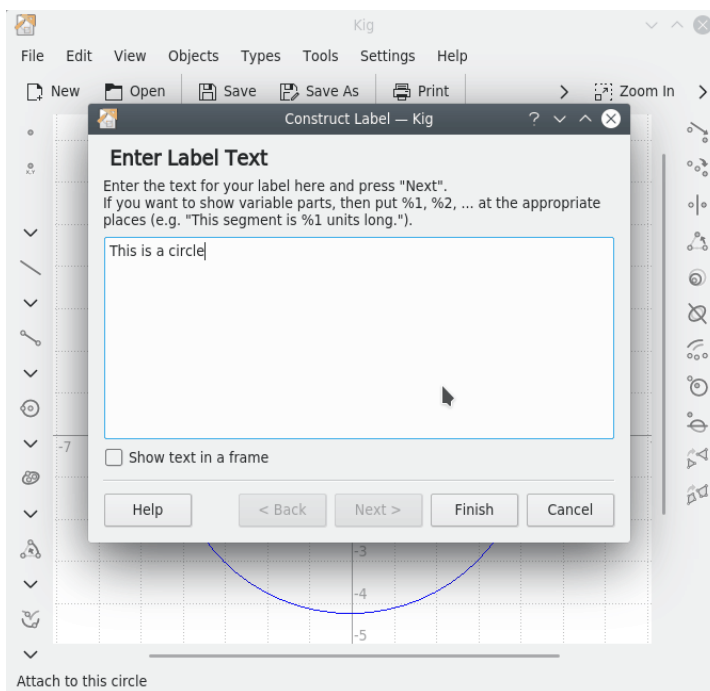 Kig
File Edit View Objects Types Tools Settings Help
New Open Save Save As Print Zoom In
Construct Label — Kig
Enter Label Text
Enter the text for your label here and press "Next".
If you want to show variable parts, then put %1, %2, ... at the appropriate
places (e.g. "This segment is %1 units long.").
This is a circle
-7
Show text in a frame
Help < Back Next > Finish Cancel
-3
-4
-5
Attach to this circle